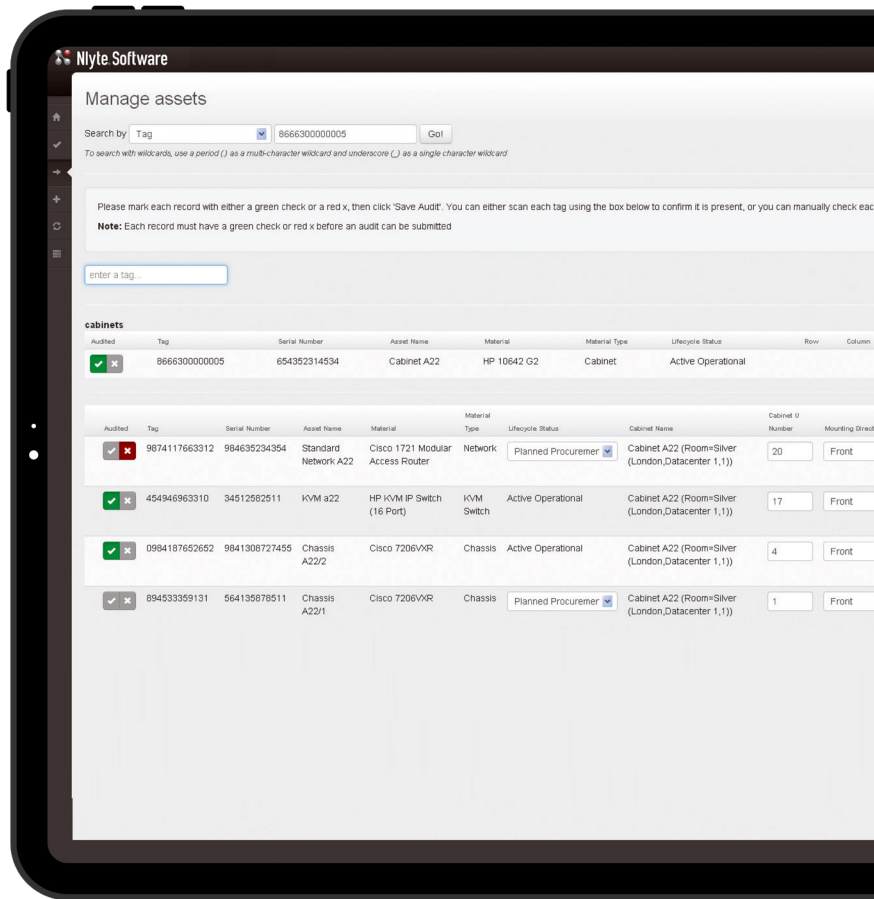 Nlyte Software
Manage assets
Search by Tag 8666300000005 Go!
To search with wildcards, use a period (.) as a multi-character wildcard and underscore (_) as a single character wildcard
Please mark each record with either a green check or a red x, then click 'Save Audit'. You can either scan each tag using the box below to confirm it is present, or you can manually check eac
Note: Each record must have a green check or red x before an audit can be submitted
enter a tag...
cabinets
Audited Tag Serial Number Asset Name Material Material Type Lifecycle Status Row Column
8666300000005 654352314534 Cabinet A22 HP 10642 G2 Cabinet Active Operational
Material Cabinet U
Audited Tag Serial Number Asset Name Material Type Lifecycle Status Cabinet Name Number Mounting Direct
9874117663312 984635234354 Standard Cisco 1721 Modular Network Planned Procuremer Cabinet A22 (Room=Silver 20 Front
Network A22 Access Router (London,Datacenter 1,1))
454946963310 34512582511 KVM a22 HP KVM IP Switch KVM Active Operational Cabinet A22 (Room=Silver 17 Front
(16 Port) Switch (London,Datacenter 1,1))
0984187652652 9841308727455 Chassis Cisco 7206VXR Chassis Active Operational Cabinet A22 (Room=Silver 4 Front
A22/2 (London,Datacenter 1,1))
894533359131 564135878511 Chassis Cisco 7206VXR Chassis Planned Procuremer Cabinet A22 (Room=Silver 1 Front
A22/1 (London,Datacenter 1,1))